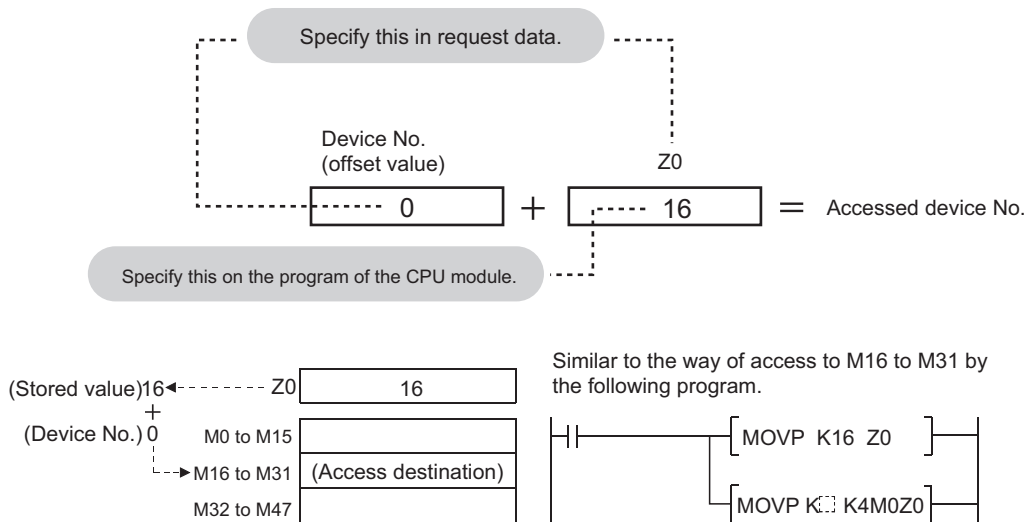 Specify this in request data.
Device No.
(offset value)
Z0
0 + 16 = Accessed device No.
Specify this on the program of the CPU module.
(Stored value)16
Z0
16
+
(Device No.) 0
M0 to M15
M16 to M31
(Access destination)
M32 to M47
Similar to the way of access to M16 to M31 by
the following program.
MOVP K16 Z0
MOVP K K4M0Z0